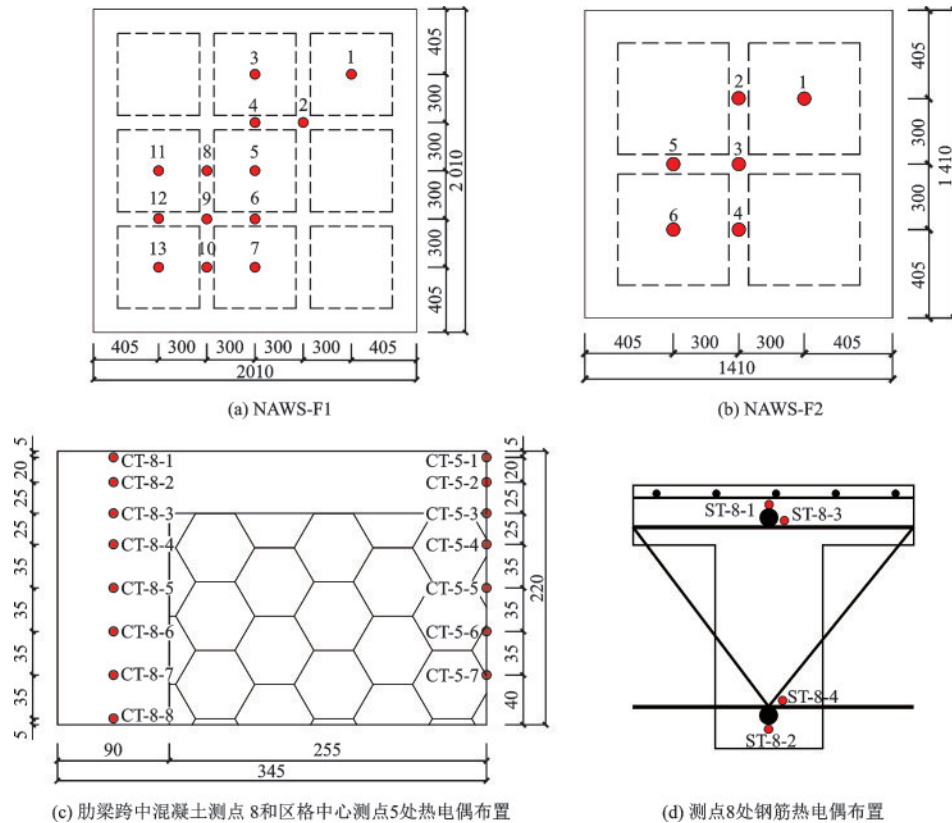 3 1
4 2
11 8 5
12 9 6
13 10 7
405
300
300
300
300
405
2 010
405 300 300 300 300 405
2010
(a) NAWS-F1
2 1
5 3
6 4
405
300
300
405
1 410
405 300 300 405
1410
(b) NAWS-F2
5
20
25
25
35
35
35
35
5
CT-8-1
CT-8-2
CT-8-3
CT-8-4
CT-8-5
CT-8-6
CT-8-7
CT-8-8
CT-5-1
CT-5-2
CT-5-3
CT-5-4
CT-5-5
CT-5-6
CT-5-7
5
20
25
25
35
35
35
40
220
90 255
345
(c) 肋梁跨中混凝土测点 8和区格中心测点5处热电偶布置
ST-8-1
ST-8-3
ST-8-4
ST-8-2
(d) 测点8处钢筋热电偶布置